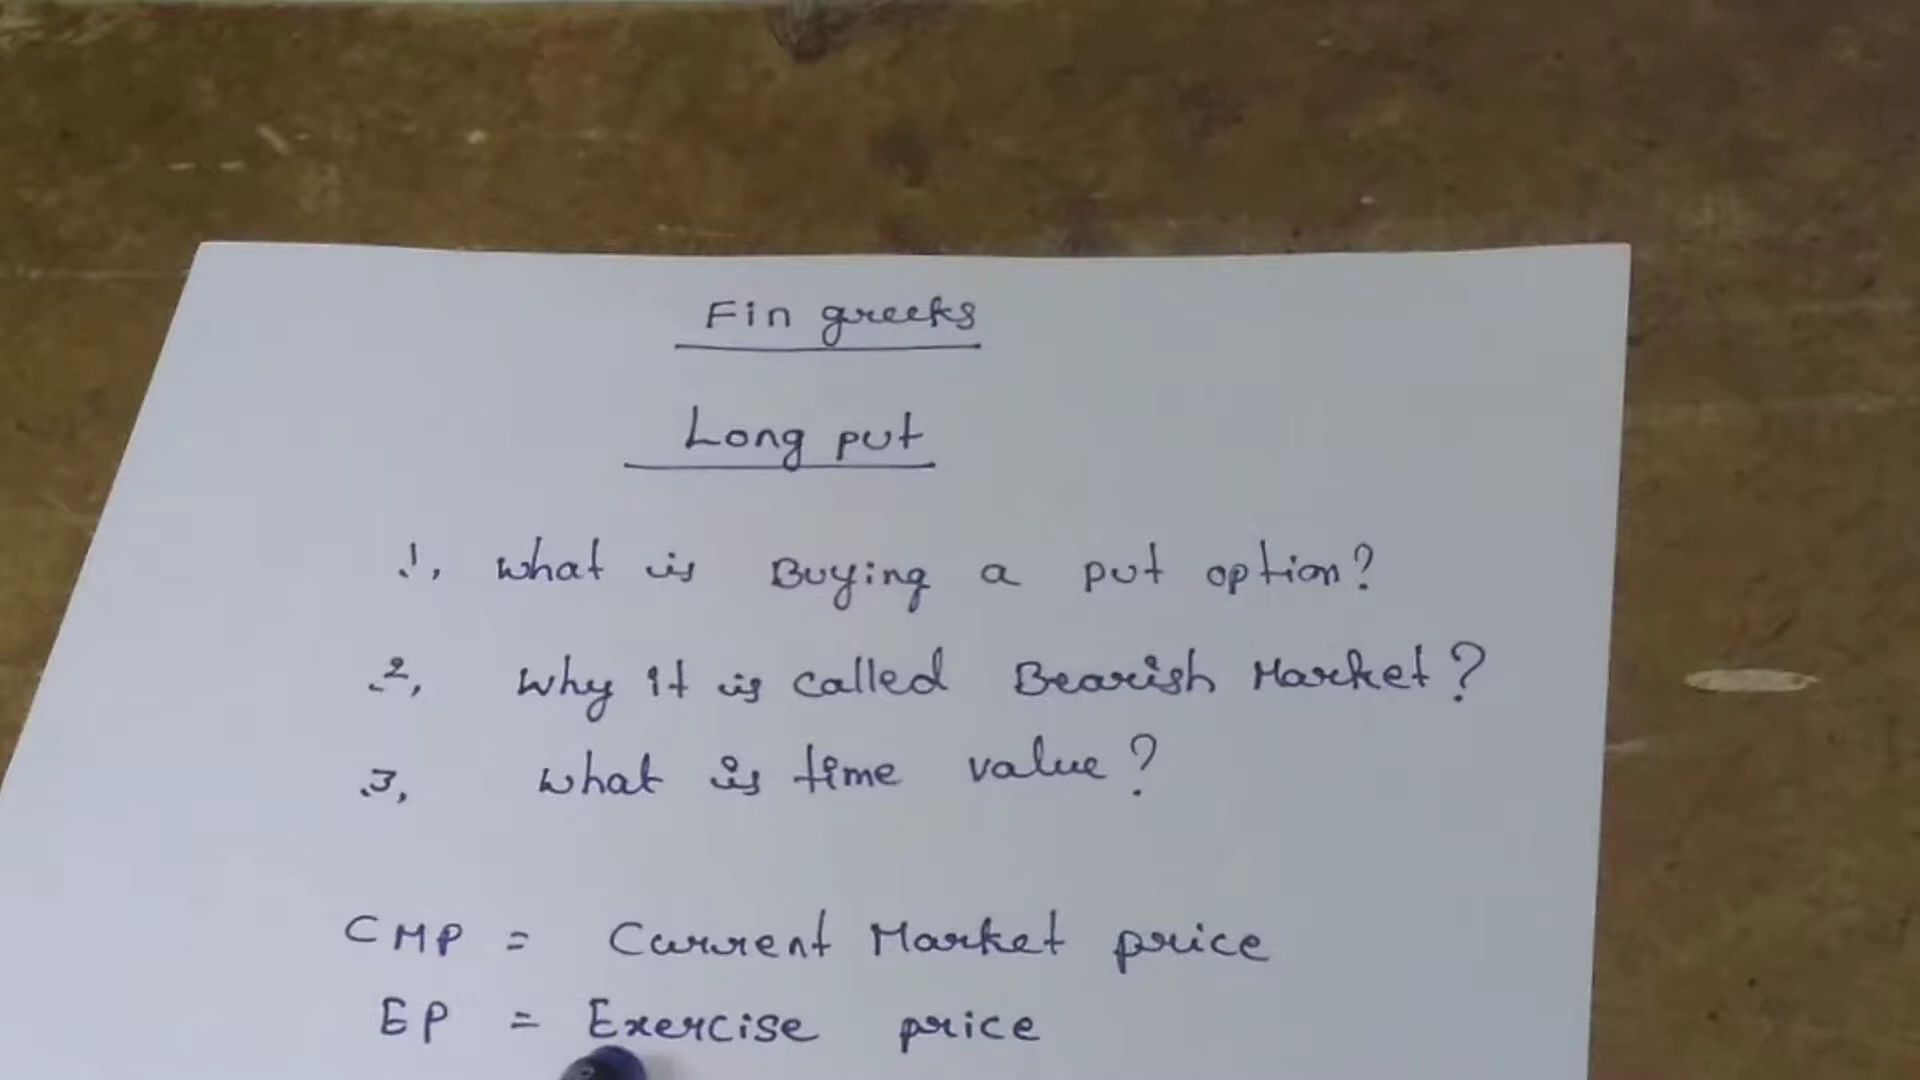 Fin greeks
Long put
1, what is Buying a put option?
2, why it is called Bearish Market?
3, what is time value?
CMP = Current Market price
EP = Exercise price